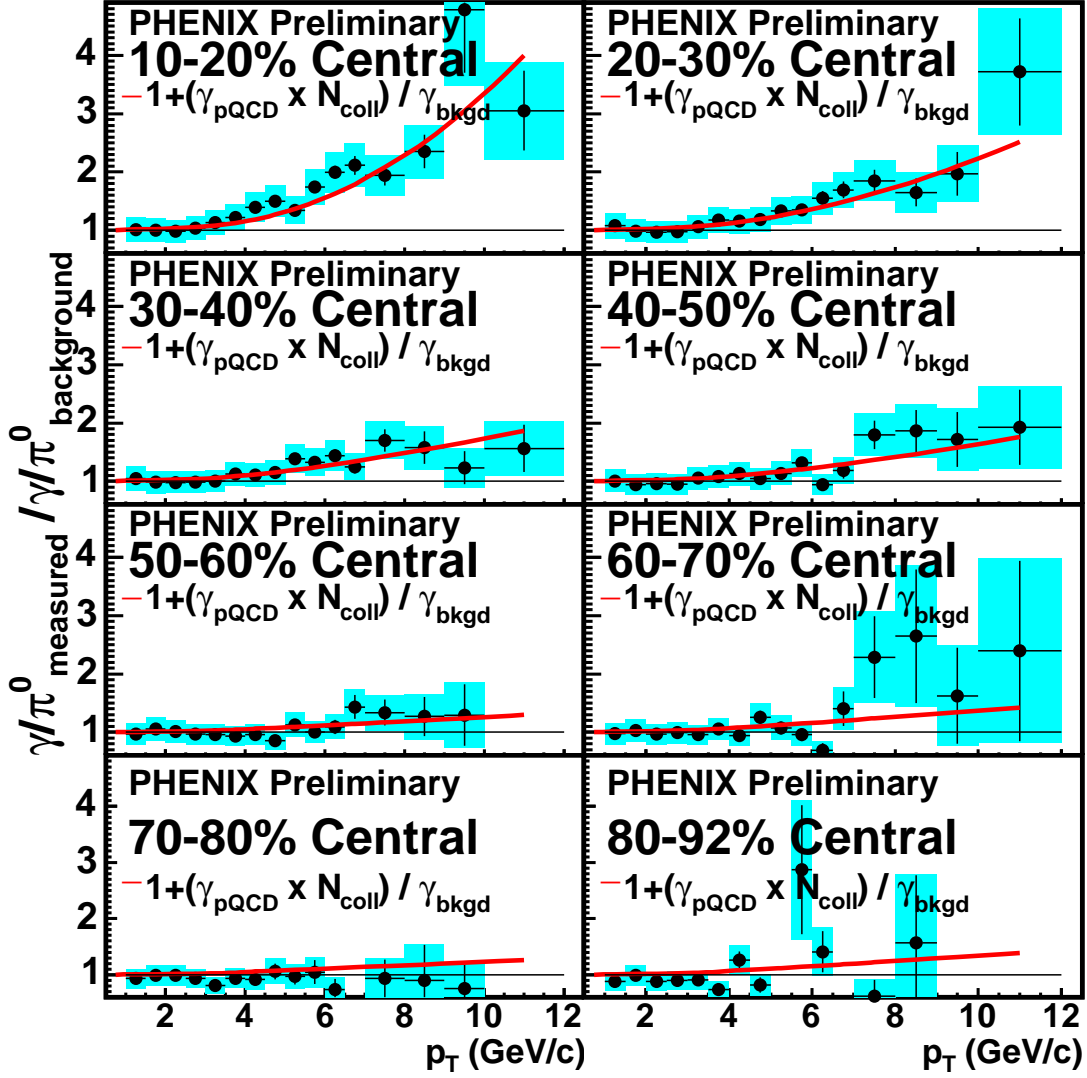 PHENIX Preliminary
10-20% Central
1+(γpQCD x Ncoll) / γbkgd
4
3
2
1
PHENIX Preliminary
20-30% Central
1+(γpQCD x Ncoll) / γbkgd
PHENIX Preliminary
30-40% Central
1+(γpQCD x Ncoll) / γbkgd
4
3
2
1
PHENIX Preliminary
40-50% Central
1+(γpQCD x Ncoll) / γbkgd
γ/π0 measured / γ/π0 background
PHENIX Preliminary
50-60% Central
1+(γpQCD x Ncoll) / γbkgd
4
3
2
1
PHENIX Preliminary
60-70% Central
1+(γpQCD x Ncoll) / γbkgd
PHENIX Preliminary
70-80% Central
1+(γpQCD x Ncoll) / γbkgd
4
3
2
1
PHENIX Preliminary
80-92% Central
1+(γpQCD x Ncoll) / γbkgd
2 4 6 8 10 12
2 4 6 8 10 12
pT (GeV/c)
pT (GeV/c)